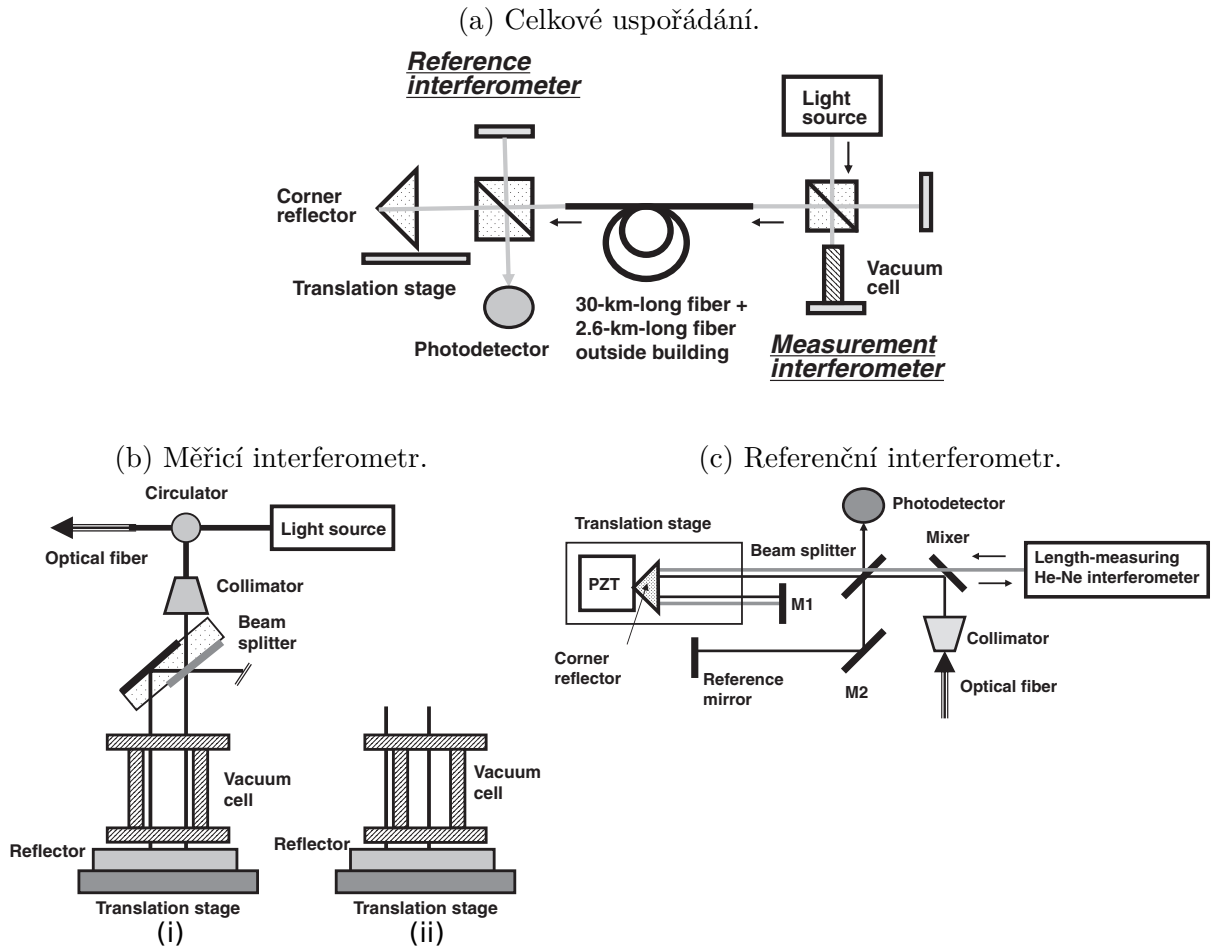 (a) Celkové uspořádání.
Reference
interferometer
Light
source
Corner
reflector
Translation stage
Photodetector
30-km-long fiber +
2.6-km-long fiber
outside building
Vacuum
cell
Measurement
interferometer
(b) Měřicí interferometr.
Circulator
Light source
Optical fiber
Collimator
Beam
splitter
Vacuum
cell
Reflector
Translation stage
(i)
Vacuum
cell
Reflector
Translation stage
(ii)
(c) Referenční interferometr.
Photodetector
Translation stage
Beam splitter
Mixer
Length-measuring
He-Ne interferometer
PZT
M1
Collimator
Corner
reflector
Reference
mirror
M2
Optical fiber